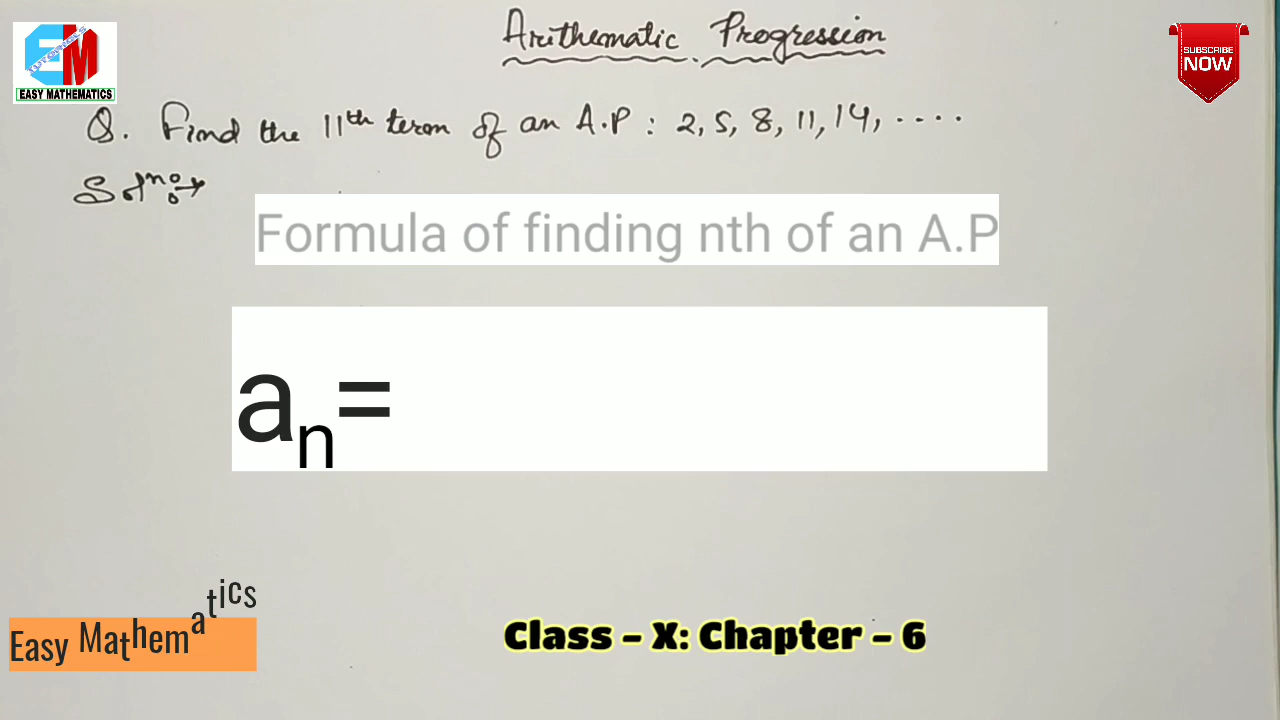 Arithematic Progression
EM
EASY MATHEMATICS
SUBSCRIBE
NOW
Q. Find the 11th term of an A.P : 2, 5, 8, 11, 14, ....
Soln:→
Formula of finding nth of an A.P
an=
Easy Mathematics
Class - X: Chapter - 6